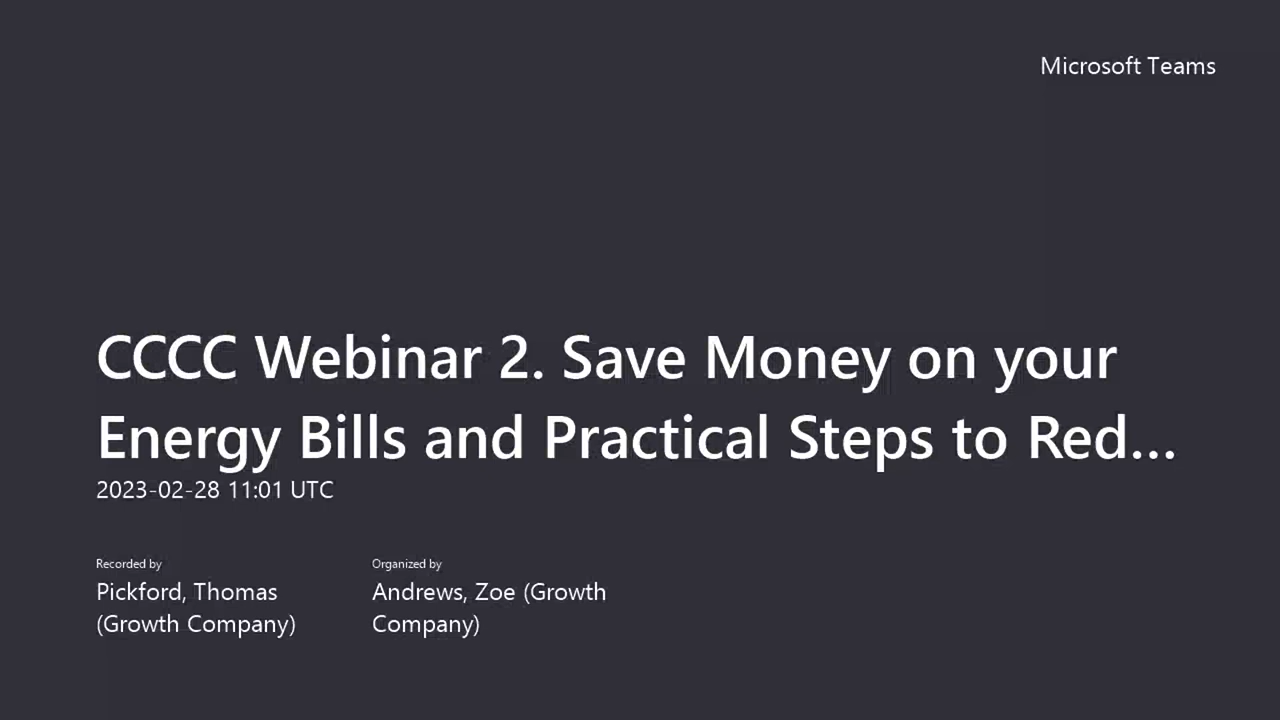 Microsoft Teams
CCCC Webinar 2. Save Money on your
Energy Bills and Practical Steps to Red...
2023-02-28 11:01 UTC
Recorded by
Pickford, Thomas
(Growth Company)
Organized by
Andrews, Zoe (Growth
Company)